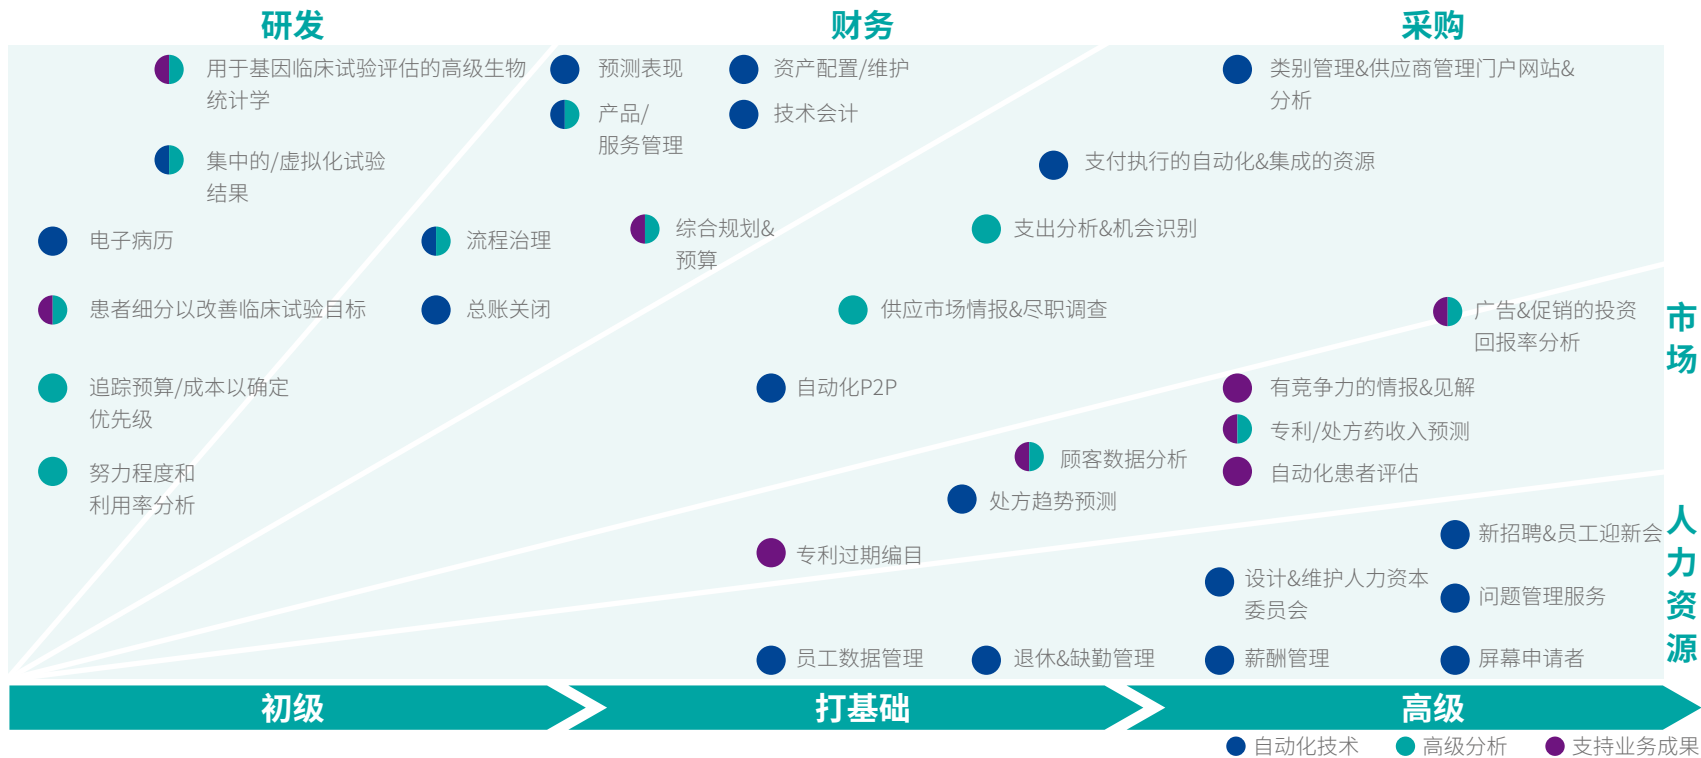 研发
财务
采购
用于基因临床试验评估的高级生物
统计学
预测表现
资产配置/维护
类别管理&供应商管理门户网站&
分析
产品/
服务管理
技术会计
集中的/虚拟化试验
结果
支付执行的自动化&集成的资源
电子病历
流程治理
综合规划&
预算
支出分析&机会识别
患者细分以改善临床试验目标
总账关闭
供应市场情报&尽职调查
广告&促销的投资
回报率分析
市场
追踪预算/成本以确定
优先级
自动化P2P
有竞争力的情报&见解
专利/处方药收入预测
自动化患者评估
努力程度和
利用率分析
顾客数据分析
处方趋势预测
专利过期编目
人力资源
新招聘&员工迎新会
设计&维护人力资本
委员会
问题管理服务
员工数据管理
退休&缺勤管理
薪酬管理
屏幕申请者
初级
打基础
高级
自动化技术
高级分析
支持业务成果